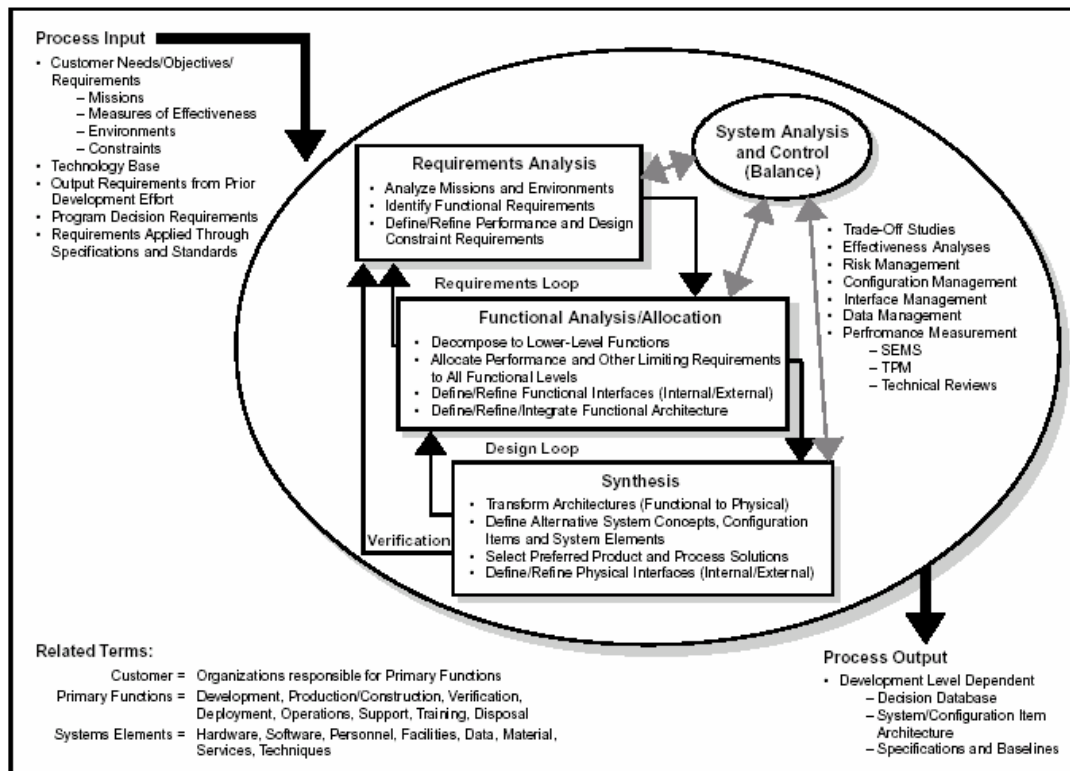 Process Input
• Customer Needs/Objectives/
Requirements
– Missions
– Measures of Effectiveness
– Environments
– Constraints
• Technology Base
• Output Requirements from Prior
Development Effort
• Program Decision Requirements
• Requirements Applied Through
Specifications and Standards
System Analysis
and Control
(Balance)
Requirements Analysis
• Analyze Missions and Environments
• Identify Functional Requirements
• Define/Refine Performance and Design
Constraint Requirements
• Trade-Off Studies
• Effectiveness Analyses
• Risk Management
• Configuration Management
• Interface Management
• Data Management
• Perfromance Measurement
– SEMS
– TPM
– Technical Reviews
Requirements Loop
Functional Analysis/Allocation
• Decompose to Lower-Level Functions
• Allocate Performance and Other Limiting Requirements
to All Functional Levels
• Define/Refine Functional Interfaces (Internal/External)
• Define/Refine/Integrate Functional Architecture
Design Loop
Synthesis
• Transform Architectures (Functional to Physical)
• Define Alternative System Concepts, Configuration
Items and System Elements
• Select Preferred Product and Process Solutions
• Define/Refine Physical Interfaces (Internal/External)
Verification
Related Terms:
Customer = Organizations responsible for Primary Functions
Primary Functions = Development, Production/Construction, Verification,
Deployment, Operations, Support, Training, Disposal
Systems Elements = Hardware, Software, Personnel, Facilities, Data, Material,
Services, Techniques
Process Output
• Development Level Dependent
– Decision Database
– System/Configuration Item
Architecture
– Specifications and Baselines